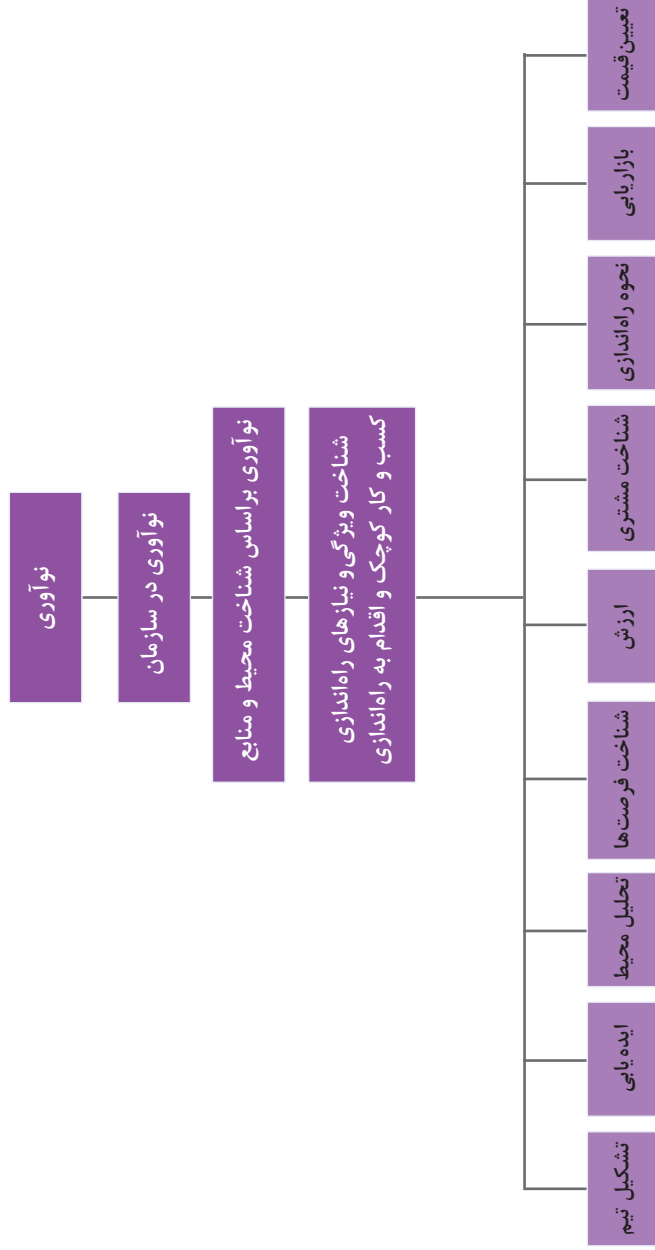 نوآوری
نوآوری در سازمان
نوآوری براساس شناخت محیط و منابع
شناخت ویژگی و نیازهای راه‌اندازی
کسب و کار کوچک و اقدام به راه‌اندازی
تعیین قیمت
بازاریابی
نحوه راه‌اندازی
شناخت مشتری
ارزش
شناخت فرصت‌ها
تحلیل محیط
ایده یابی
تشکیل تیم